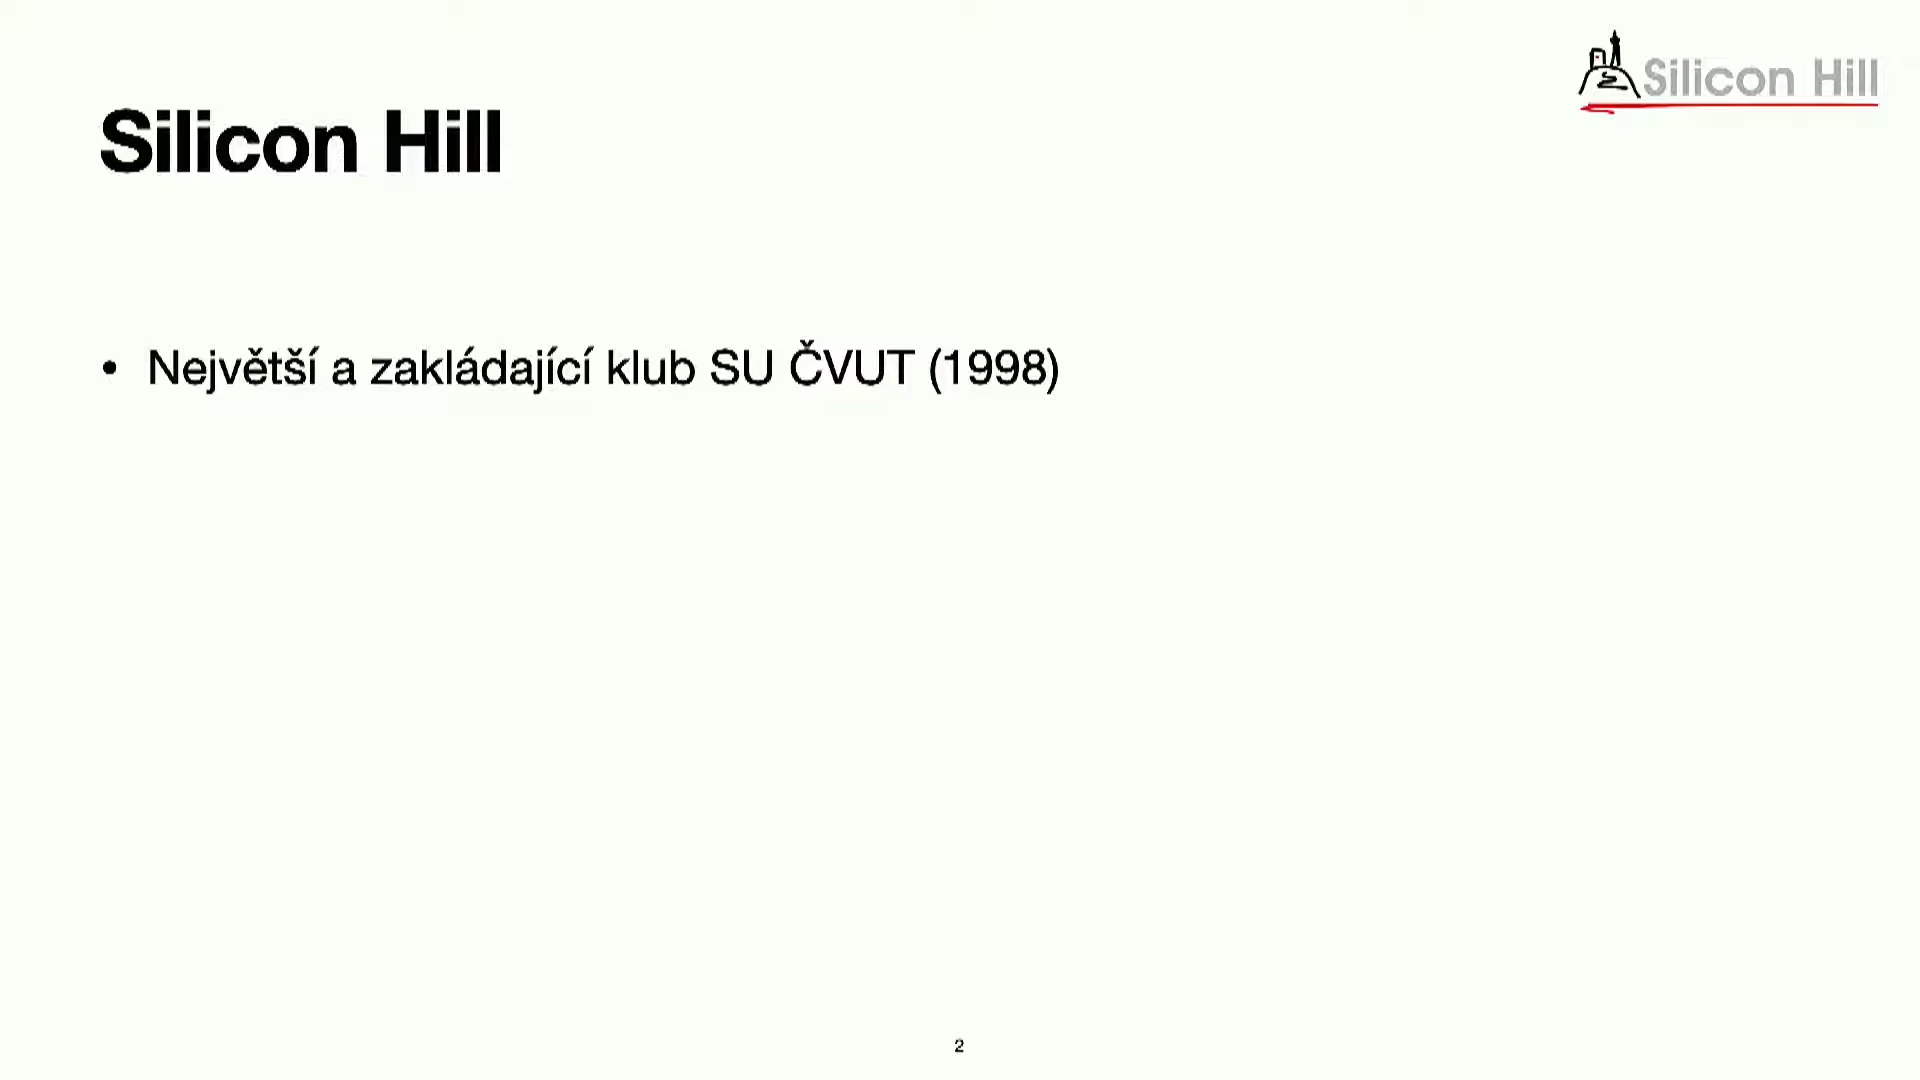 Silicon Hill
Silicon Hill
• Největší a zakládající klub SU ČVUT (1998)
2